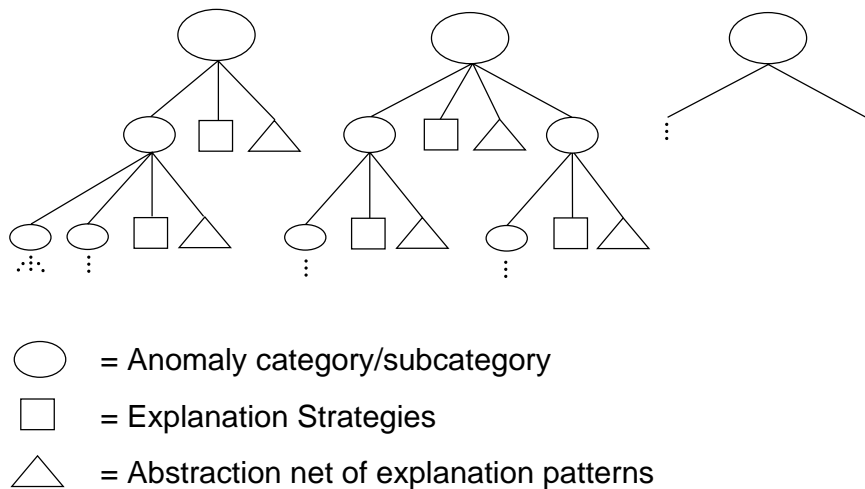 = Anomaly category/subcategory
= Explanation Strategies
= Abstraction net of explanation patterns